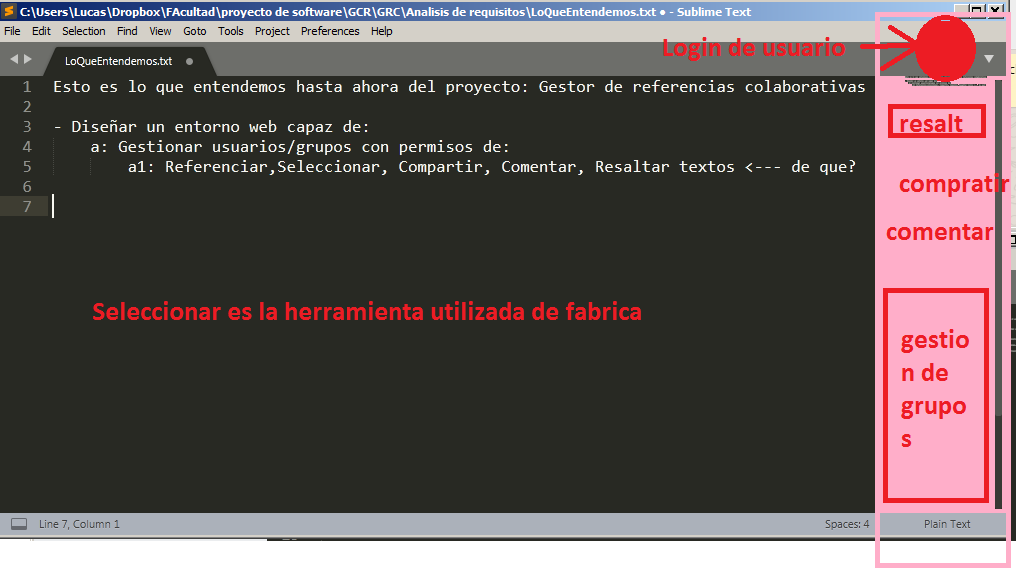 C:\Users\Lucas\Dropbox\FAcultad\proyecto de software\GCR\GRC\Analisis de requisitos\LoQueEntendemos.txt • - Sublime Text
File Edit Selection Find View Goto Tools Project Preferences Help
Login de usuario
LoQueEntendemos.txt
1 Esto es lo que entendemos hasta ahora del proyecto: Gestor de referencias colaborativas
2
3 - Diseñar un entorno web capaz de:
4 a: Gestionar usuarios/grupos con permisos de:
5 a1: Referenciar,Seleccionar, Compartir, Comentar, Resaltar textos <--- de que?
6
7
resalt
compratir
comentar
Seleccionar es la herramienta utilizada de fabrica
gestio
n de
grupo
s
Line 7, Column 1 Spaces: 4 Plain Text